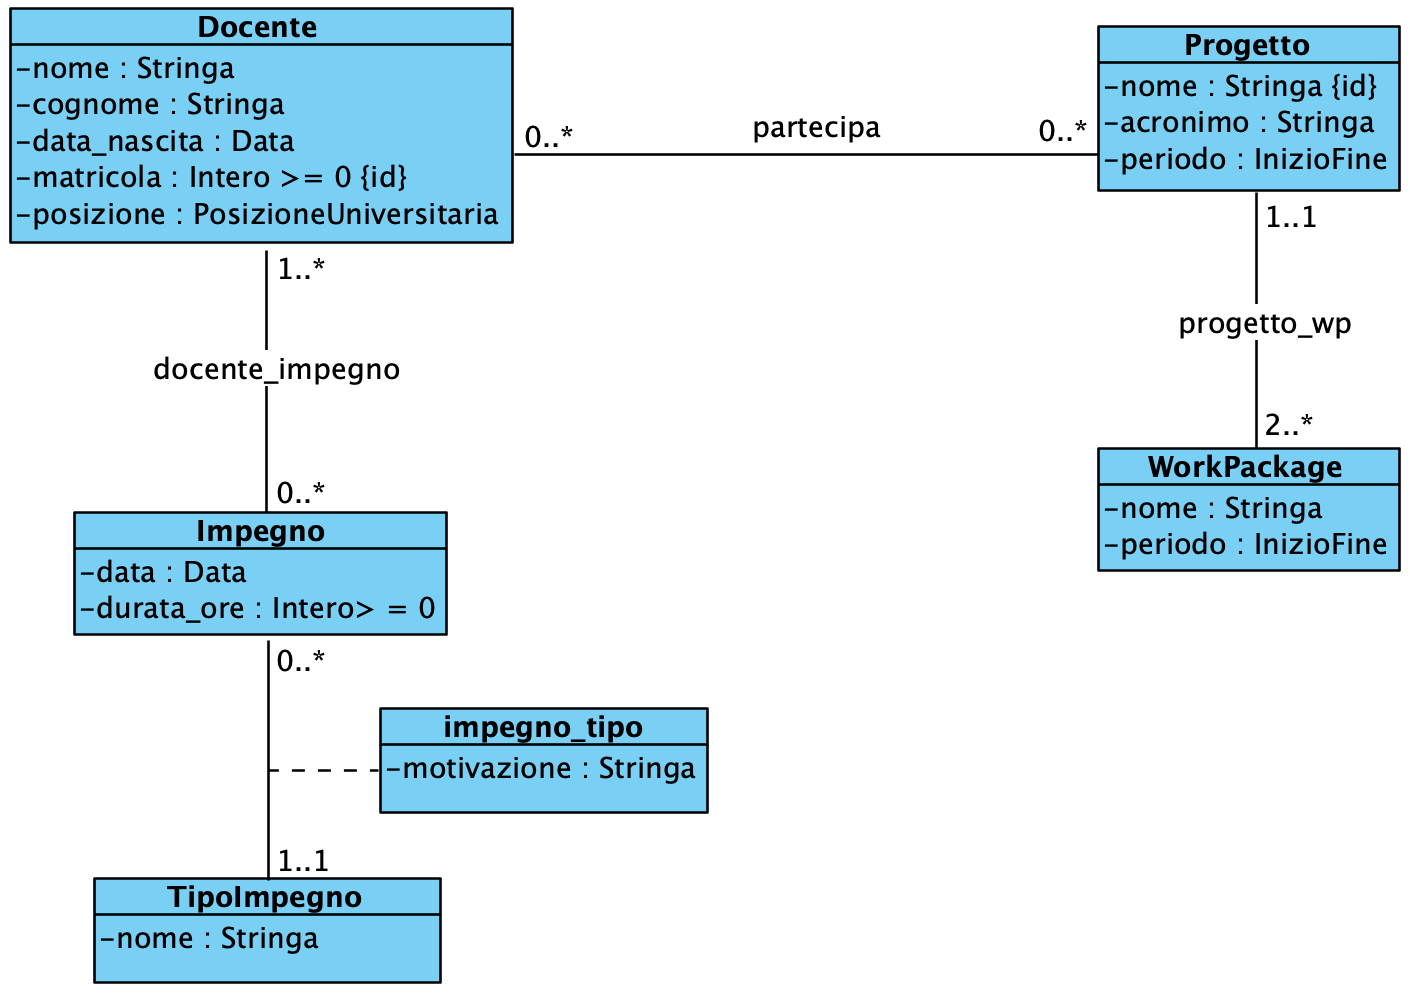 Docente
-nome : Stringa
-cognome : Stringa
-data_nascita : Data
-matricola : Intero >= 0 {id}
-posizione : PosizioneUniversitaria
0..*
partecipa
0..*
Progetto
-nome : Stringa {id}
-acronimo : Stringa
-periodo : InizioFine
1..*
docente_impegno
0..*
1..1
progetto_wp
2..*
WorkPackage
-nome : Stringa
-periodo : InizioFine
Impegno
-data : Data
-durata_ore : Intero> = 0
0..*
impegno_tipo
-motivazione : Stringa
1..1
TipoImpegno
-nome : Stringa